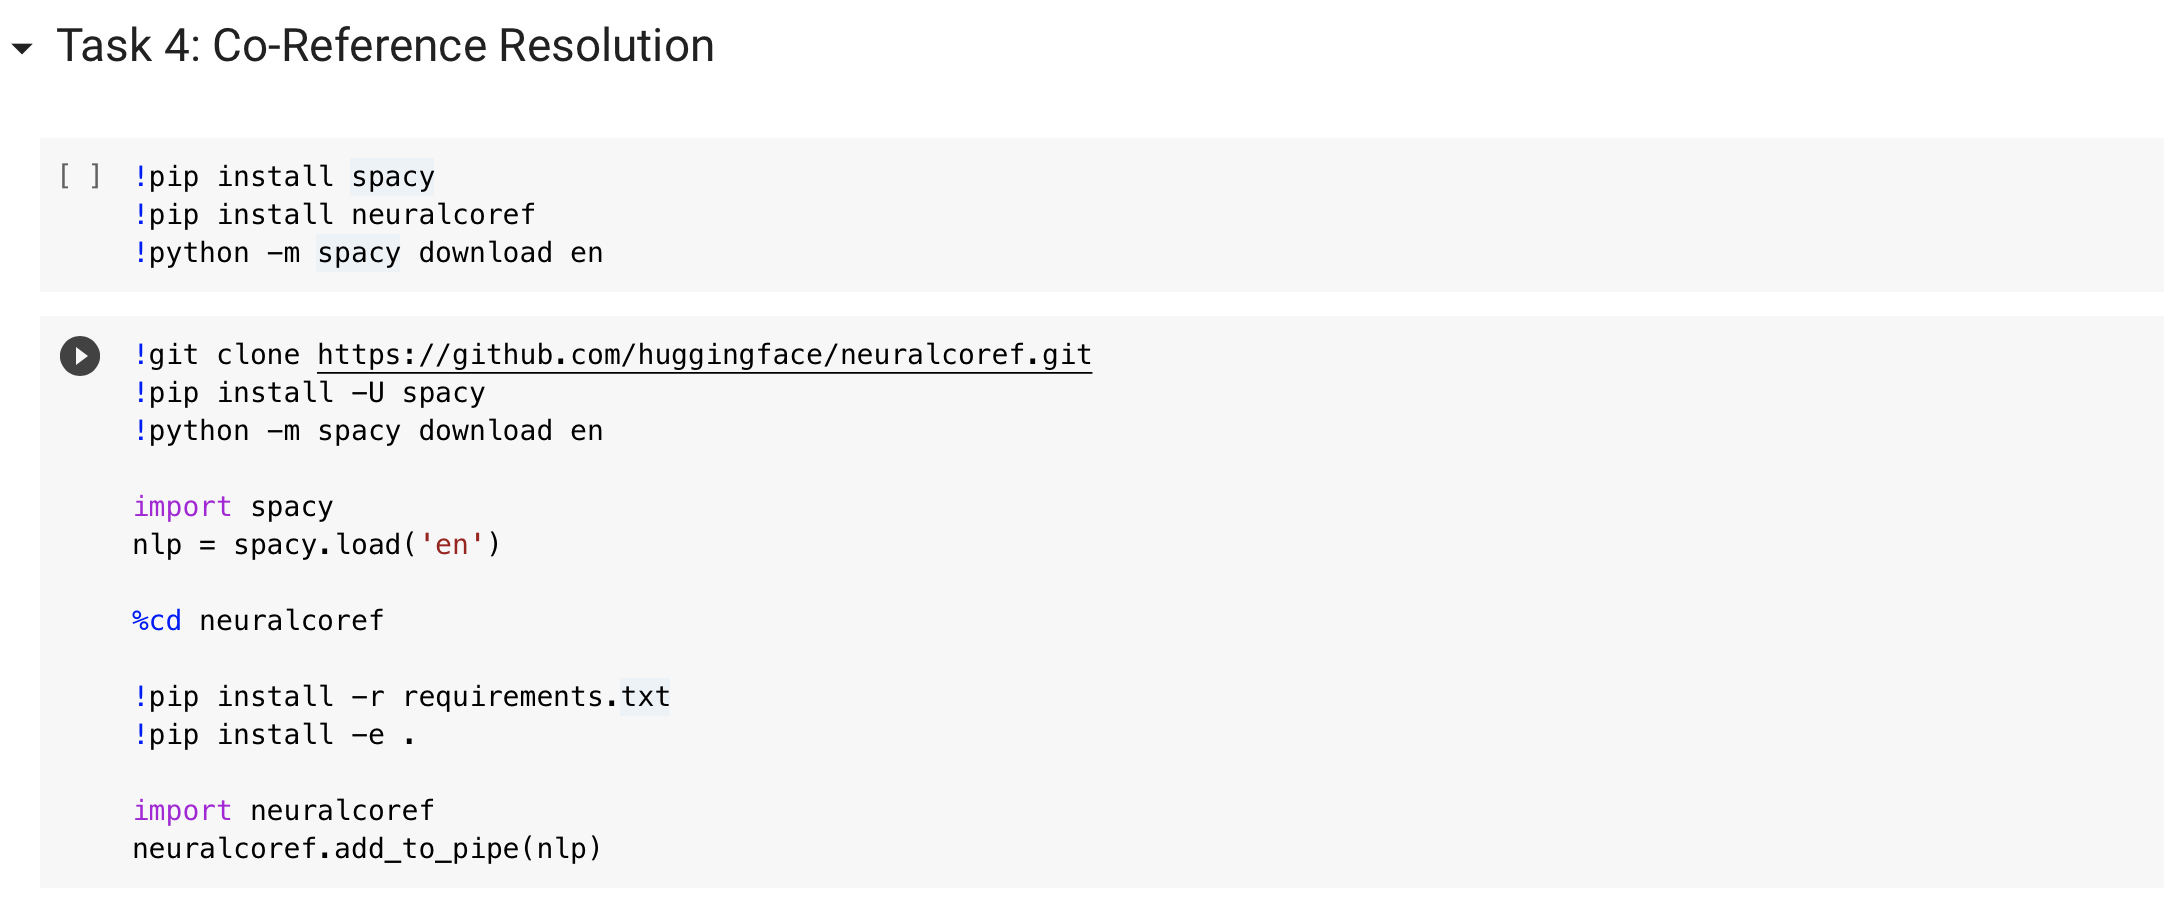 Task 4: Co-Reference Resolution
[ ] !pip install spacy
!pip install neuralcoref
!python -m spacy download en
!git clone https://github.com/huggingface/neuralcoref.git
!pip install -U spacy
!python -m spacy download en
import spacy
nlp = spacy.load('en')
%cd neuralcoref
!pip install -r requirements.txt
!pip install -e .
import neuralcoref
neuralcoref.add_to_pipe(nlp)